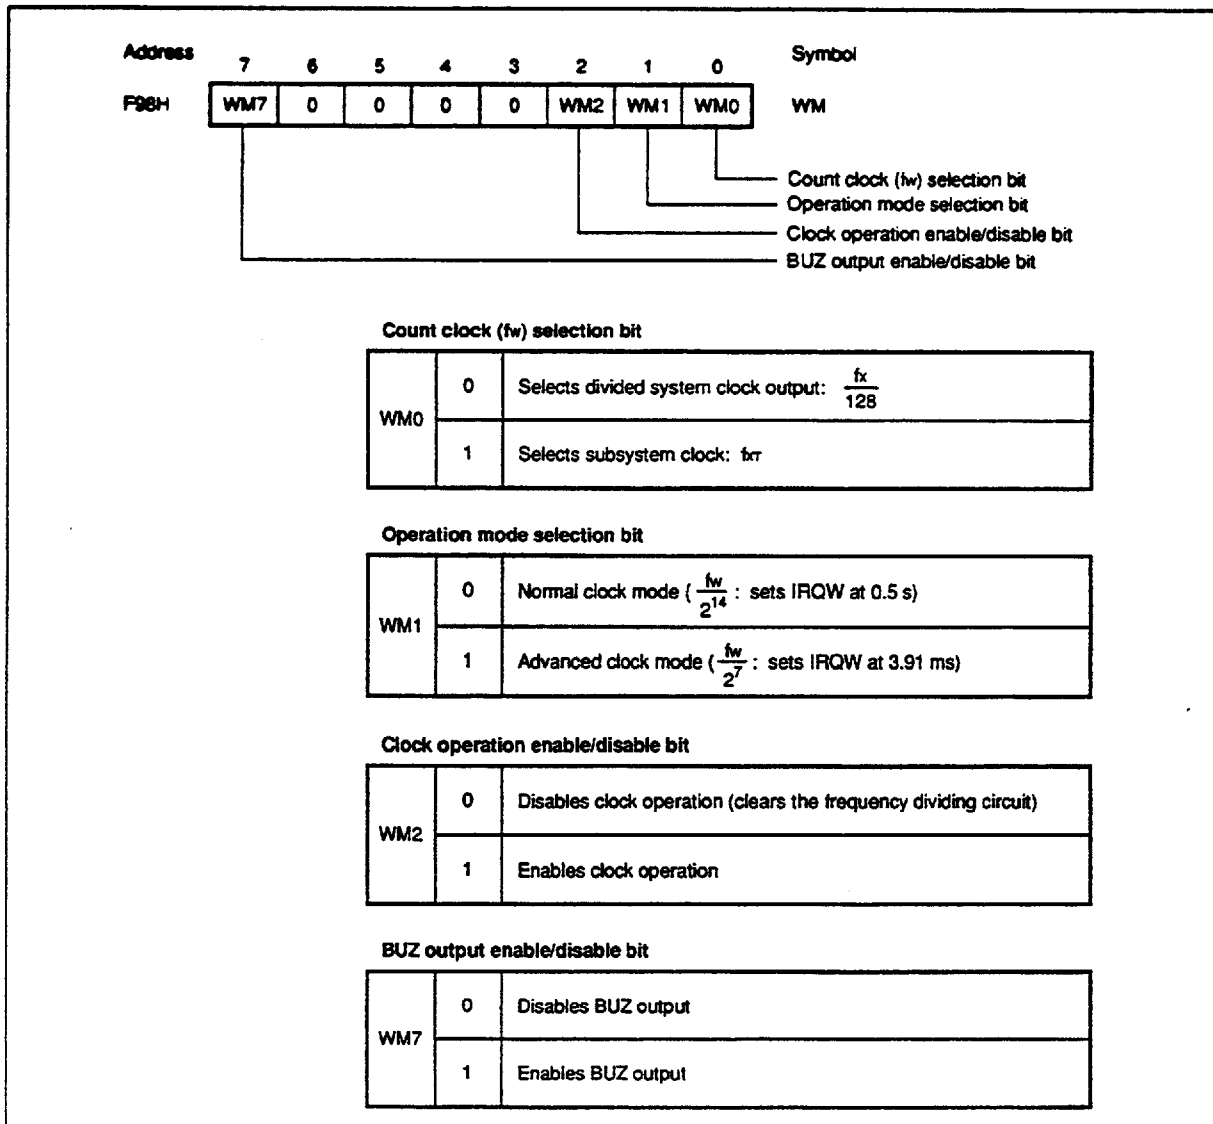 Address 7 6 5 4 3 2 1 0 Symbol
F98H WM7 0 0 0 0 WM2 WM1 WM0 WM
Count clock (fw) selection bit
Operation mode selection bit
Clock operation enable/disable bit
BUZ output enable/disable bit
Count clock (fw) selection bit
WM0
0 Selects divided system clock output: fx/128
1 Selects subsystem clock: fXT
Operation mode selection bit
WM1
0 Normal clock mode ( fw/2^14 : sets IRQW at 0.5 s)
1 Advanced clock mode ( fw/2^7 : sets IRQW at 3.91 ms)
Clock operation enable/disable bit
WM2
0 Disables clock operation (clears the frequency dividing circuit)
1 Enables clock operation
BUZ output enable/disable bit
WM7
0 Disables BUZ output
1 Enables BUZ output